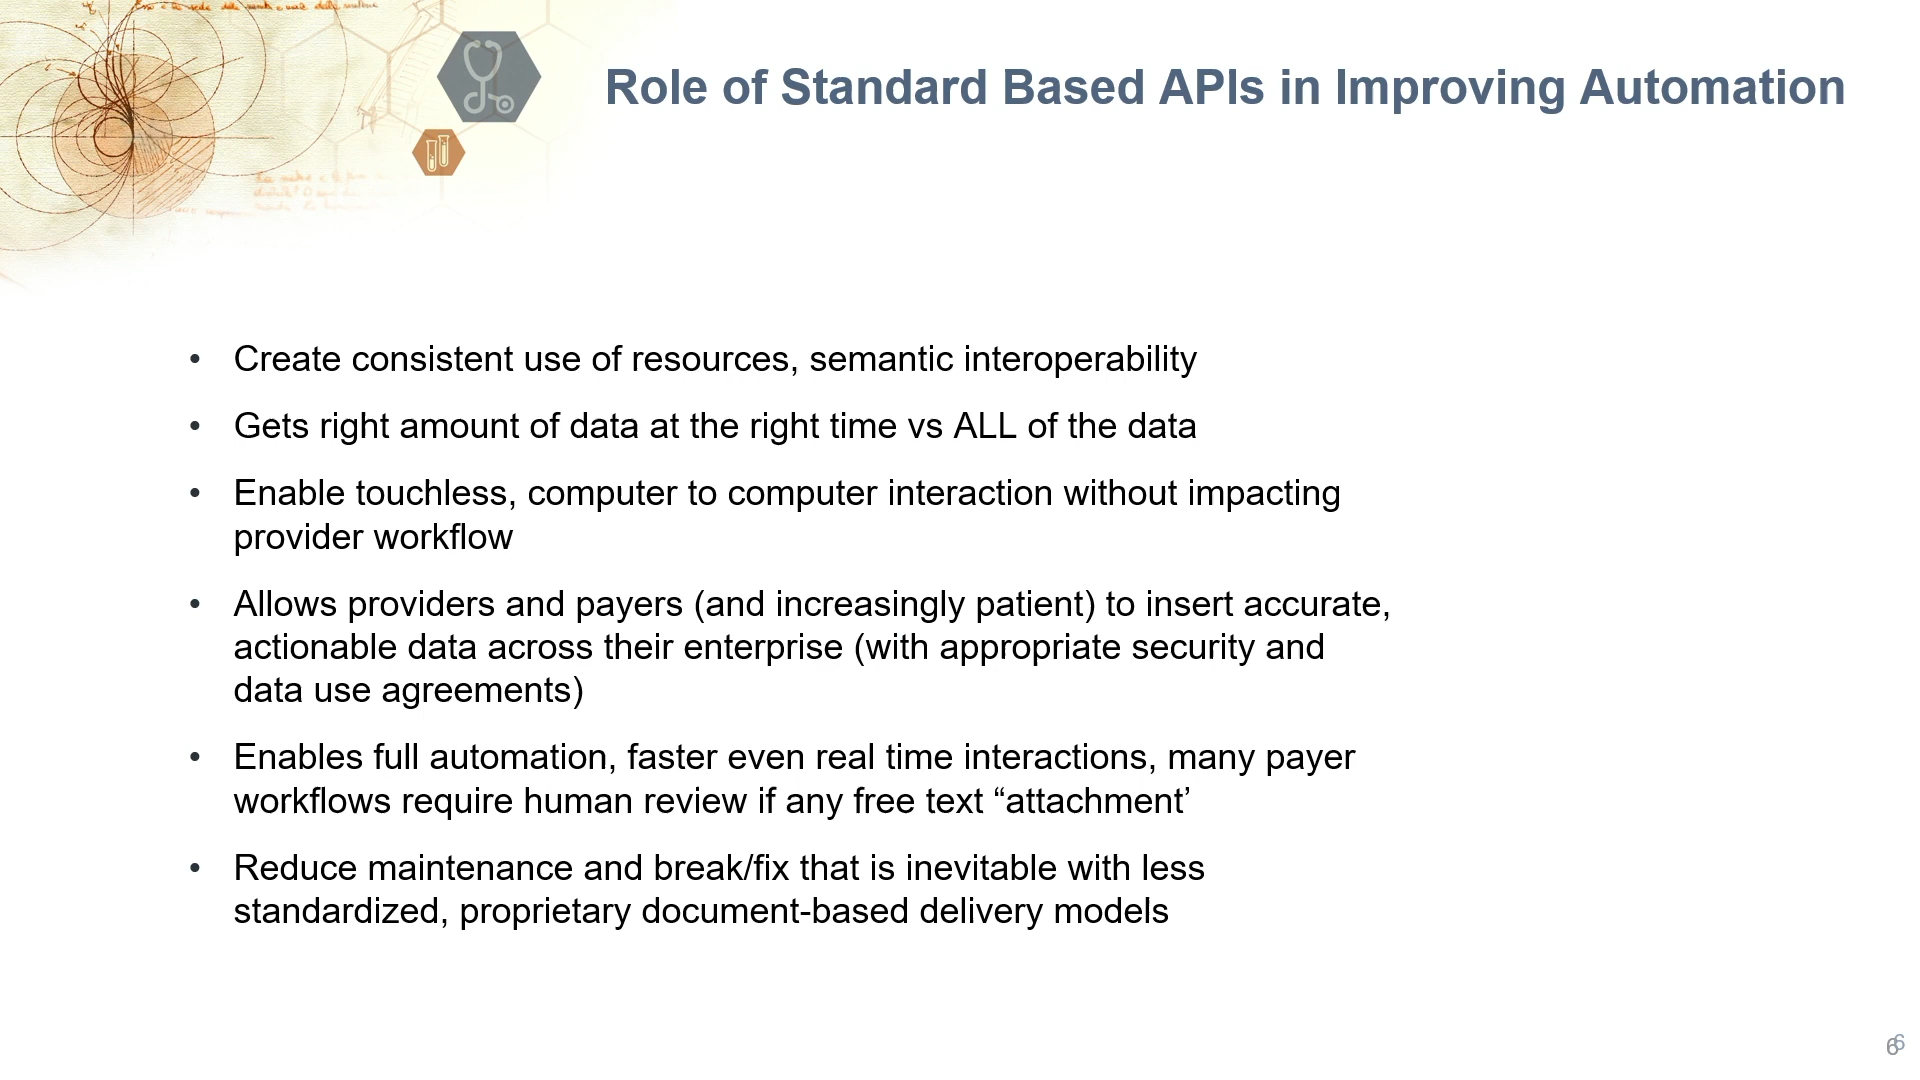 Role of Standard Based APIs in Improving Automation
• Create consistent use of resources, semantic interoperability
• Gets right amount of data at the right time vs ALL of the data
• Enable touchless, computer to computer interaction without impacting
provider workflow
• Allows providers and payers (and increasingly patient) to insert accurate,
actionable data across their enterprise (with appropriate security and
data use agreements)
• Enables full automation, faster even real time interactions, many payer
workflows require human review if any free text “attachment’
• Reduce maintenance and break/fix that is inevitable with less
standardized, proprietary document-based delivery models
6
6